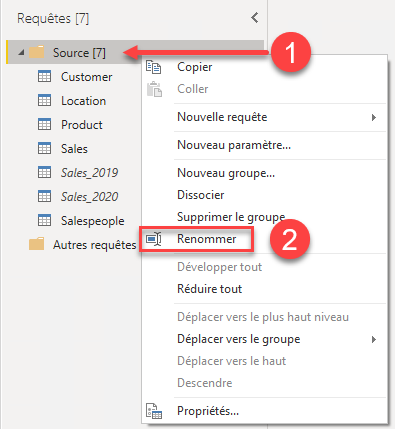 Requêtes [7]
Source [7]
1
Customer
Location
Product
Sales
Sales_2019
Sales_2020
Salespeople
Autres requêtes
Copier
Coller
Nouvelle requête
Nouveau paramètre...
Nouveau groupe...
Dissocier
Supprimer le groupe
Renommer
2
Développer tout
Réduire tout
Déplacer vers le plus haut niveau
Déplacer vers le groupe
Déplacer vers le haut
Descendre
Propriétés...